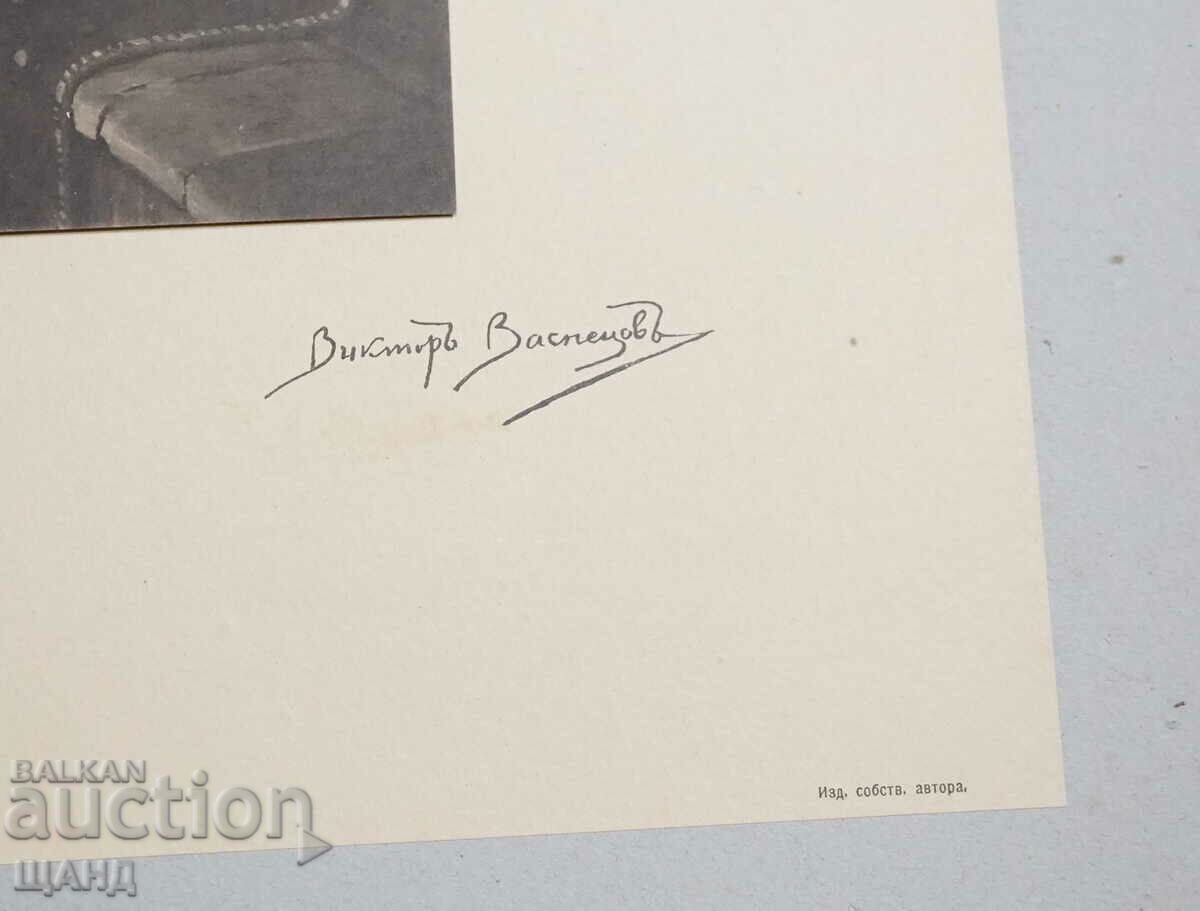 Викторъ Васнецовъ
Изд. собств. автора.
BALKAN
auction
ЩАНД